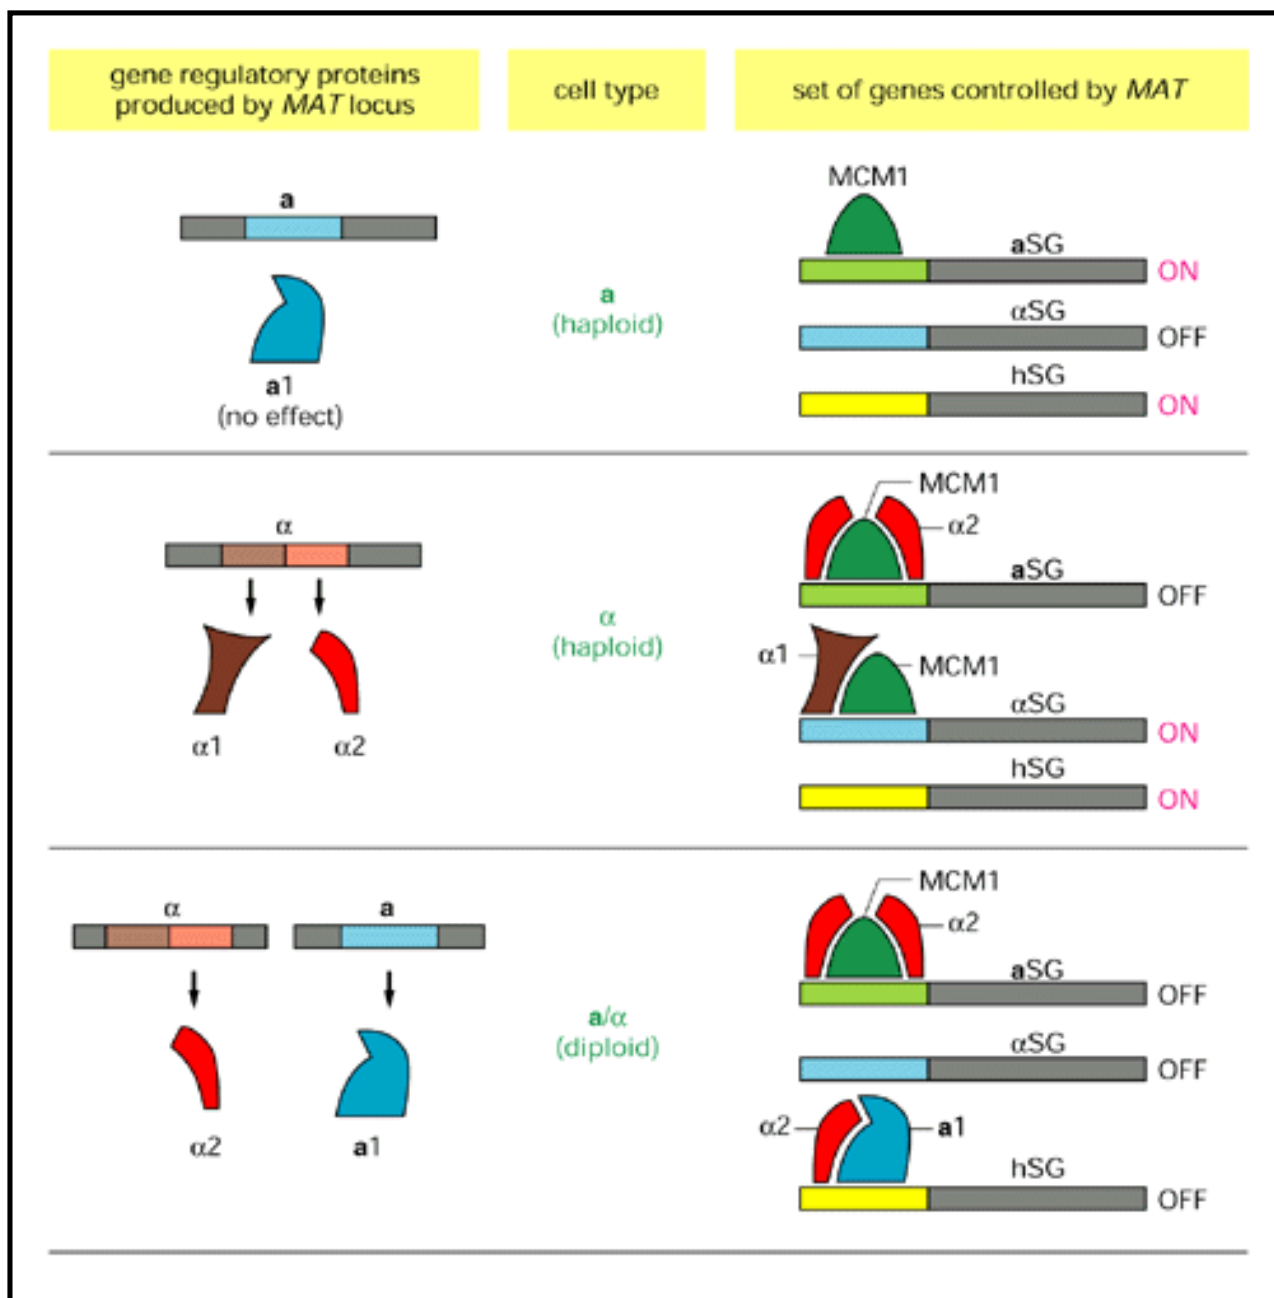 gene regulatory proteins
produced by MAT locus
cell type
set of genes controlled by MAT
a
a1
(no effect)
a
(haploid)
MCM1
aSG
ON
αSG
OFF
hSG
ON
α
α1
α2
α
(haploid)
MCM1
α2
aSG
OFF
α1
MCM1
αSG
ON
hSG
ON
α
a
α2
a1
a/α
(diploid)
MCM1
α2
aSG
OFF
αSG
OFF
α2
a1
hSG
OFF